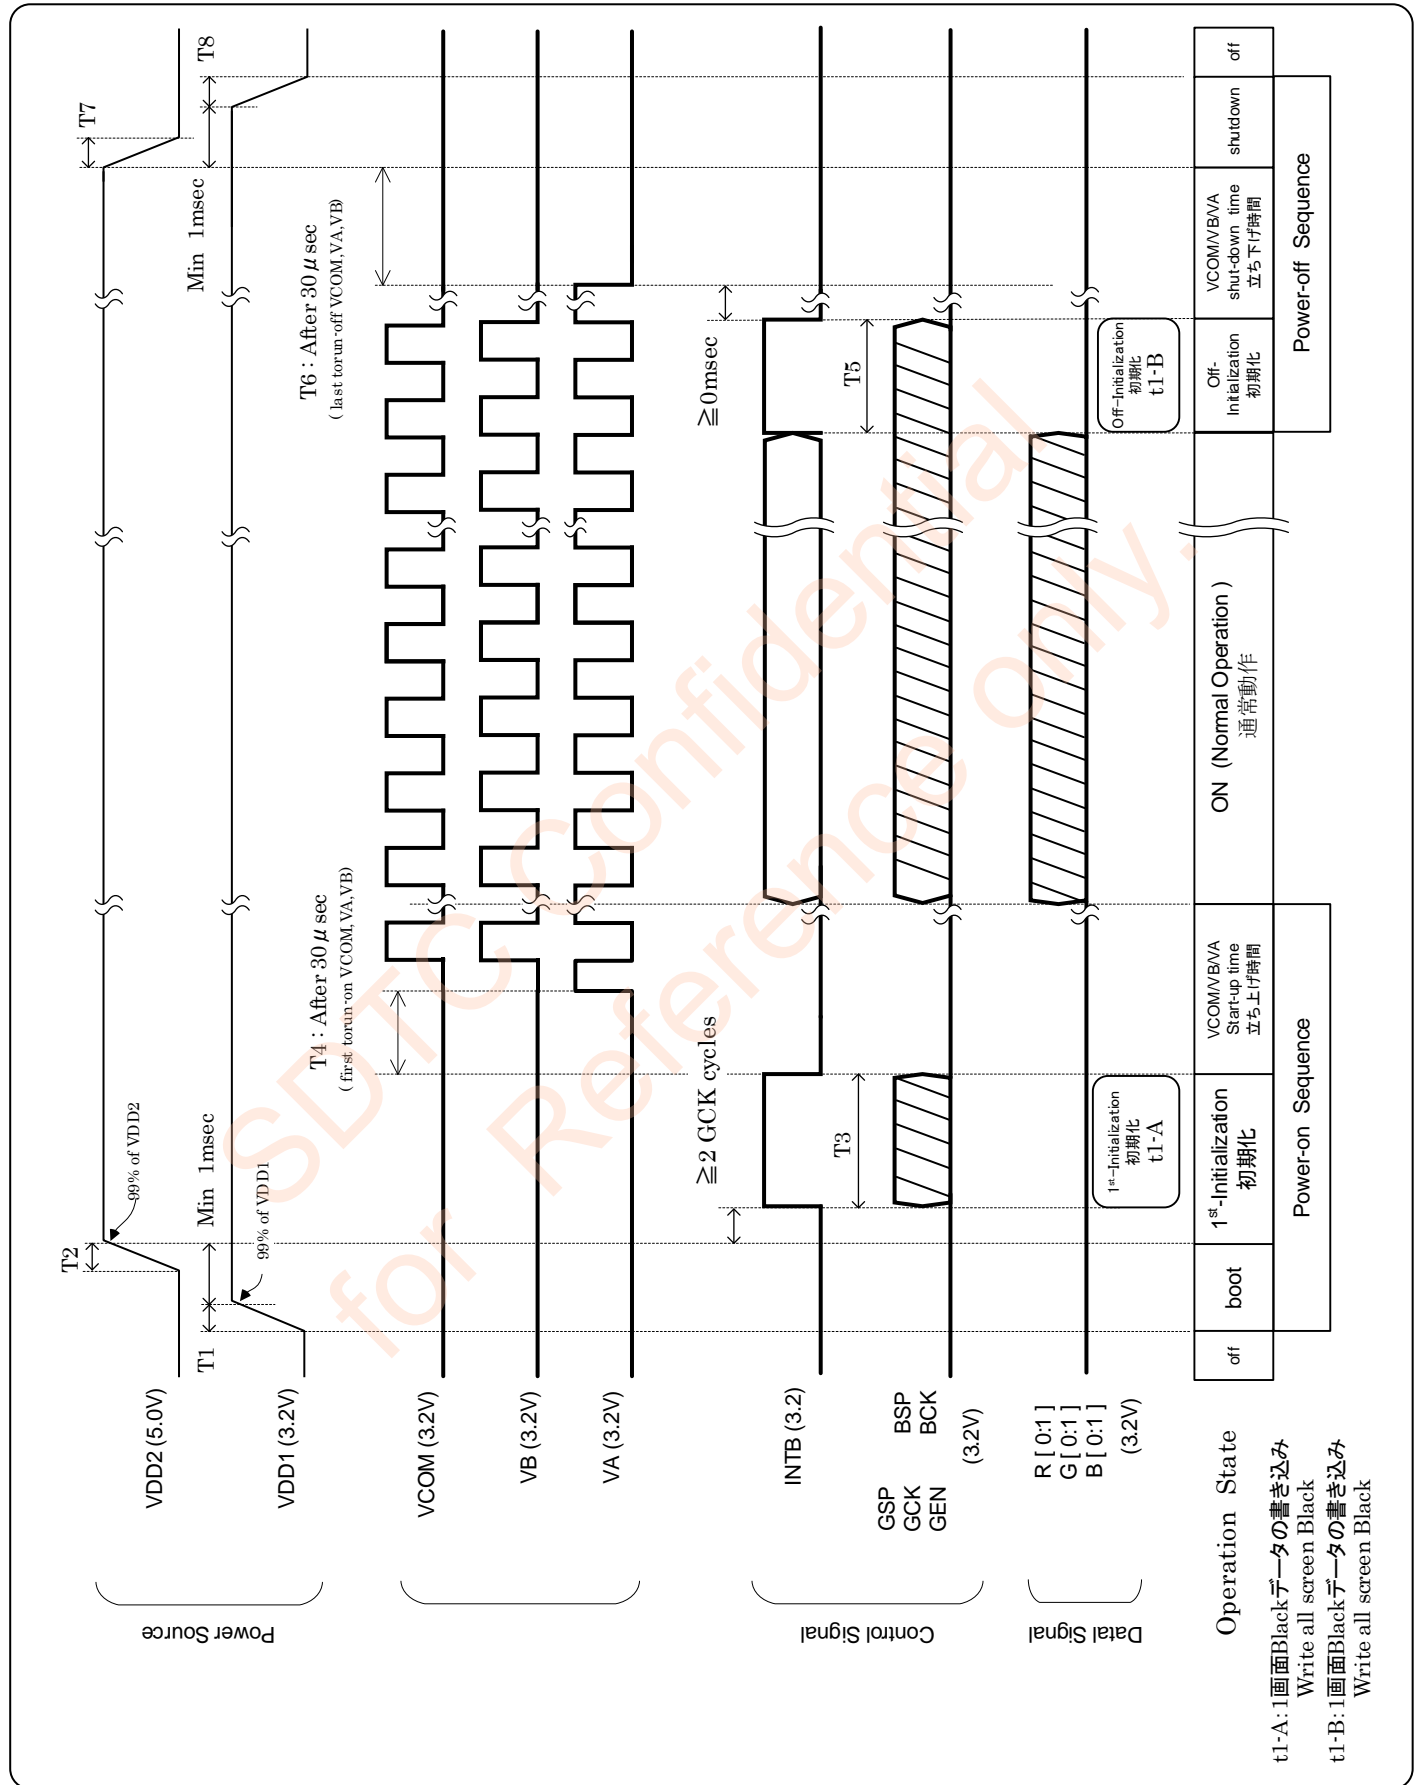 Power Source
VDD2 (5.0V)
T2
99% of VDD2
T7
VDD1 (3.2V)
T1
Min 1msec
99% of VDD1
Min 1msec
T8
T4 : After 30 μ sec
( first torun-on VCOM, VA, VB)
T6 : After 30 μ sec
( last torun-off VCOM,VA,VB)
VCOM (3.2V)
VB (3.2V)
VA (3.2V)
Control Signal
≧2 GCK cycles
≧0msec
INTB (3.2)
T3
T5
GSP
GCK
GEN
BSP
BCK
(3.2V)
Datal Signal
R [ 0:1 ]
G [ 0:1 ]
B [ 0:1 ]
(3.2V)
1st-Initialization
初期化
t1-A
Off-Initialization
初期化
t1-B
Operation State
off
boot
1st-Initialization
初期化
VCOM/VB/VA
Start-up time
立ち上げ時間
ON (Normal Operation )
通常動作
Off-
Initialization
初期化
VCOM/VB/VA
shut-down time
立ち下げ時間
shutdown
off
Power-on Sequence
Power-off Sequence
t1-A:1画面Blackデータの書き込み
Write all screen Black
t1-B:1画面Blackデータの書き込み
Write all screen Black
SDTC Confidential
for Reference only.